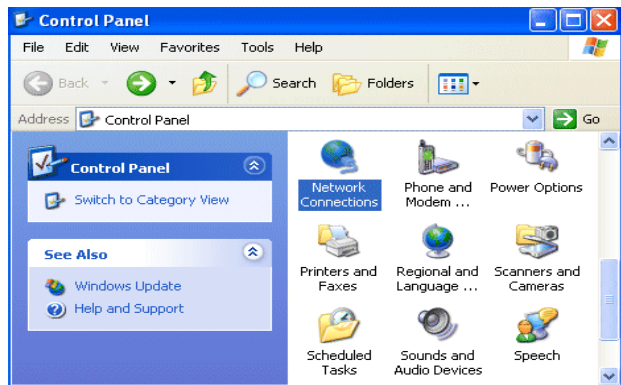 Control Panel
File Edit View Favorites Tools Help
Back Search Folders
Address Control Panel Go
Control Panel
Switch to Category View
See Also
Windows Update
Help and Support
Network
Connections
Phone and
Modem ...
Power Options
Printers and
Faxes
Regional and
Language ...
Scanners and
Cameras
Scheduled
Tasks
Sounds and
Audio Devices
Speech